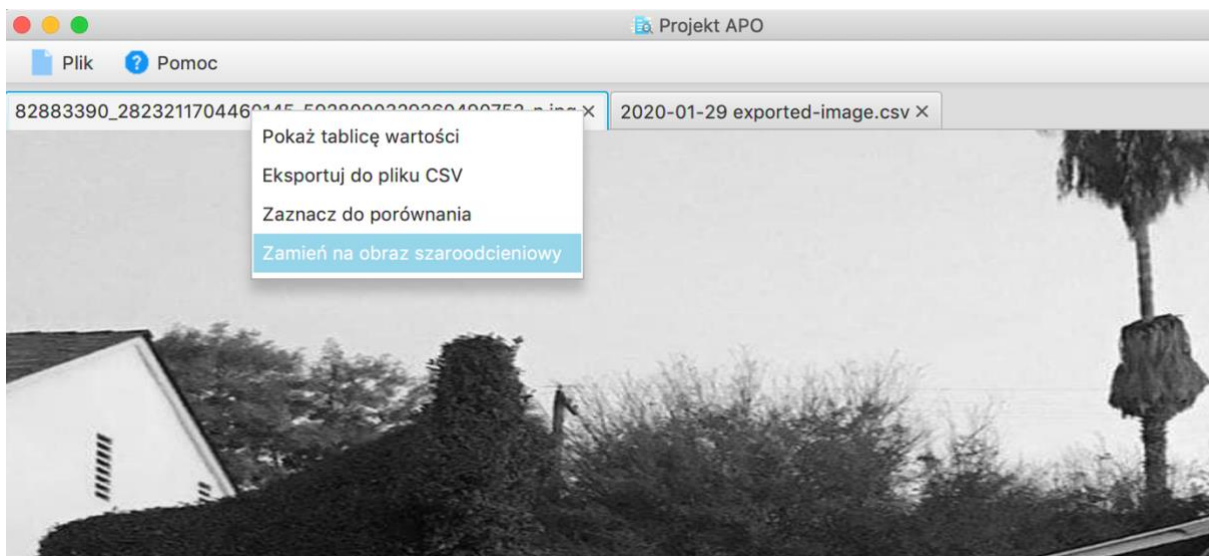 Projekt APO
Plik Pomoc
2020-01-29 exported-image.csv ×
Pokaż tablicę wartości
Eksportuj do pliku CSV
Zaznacz do porównania
Zamień na obraz szaroodcieniowy